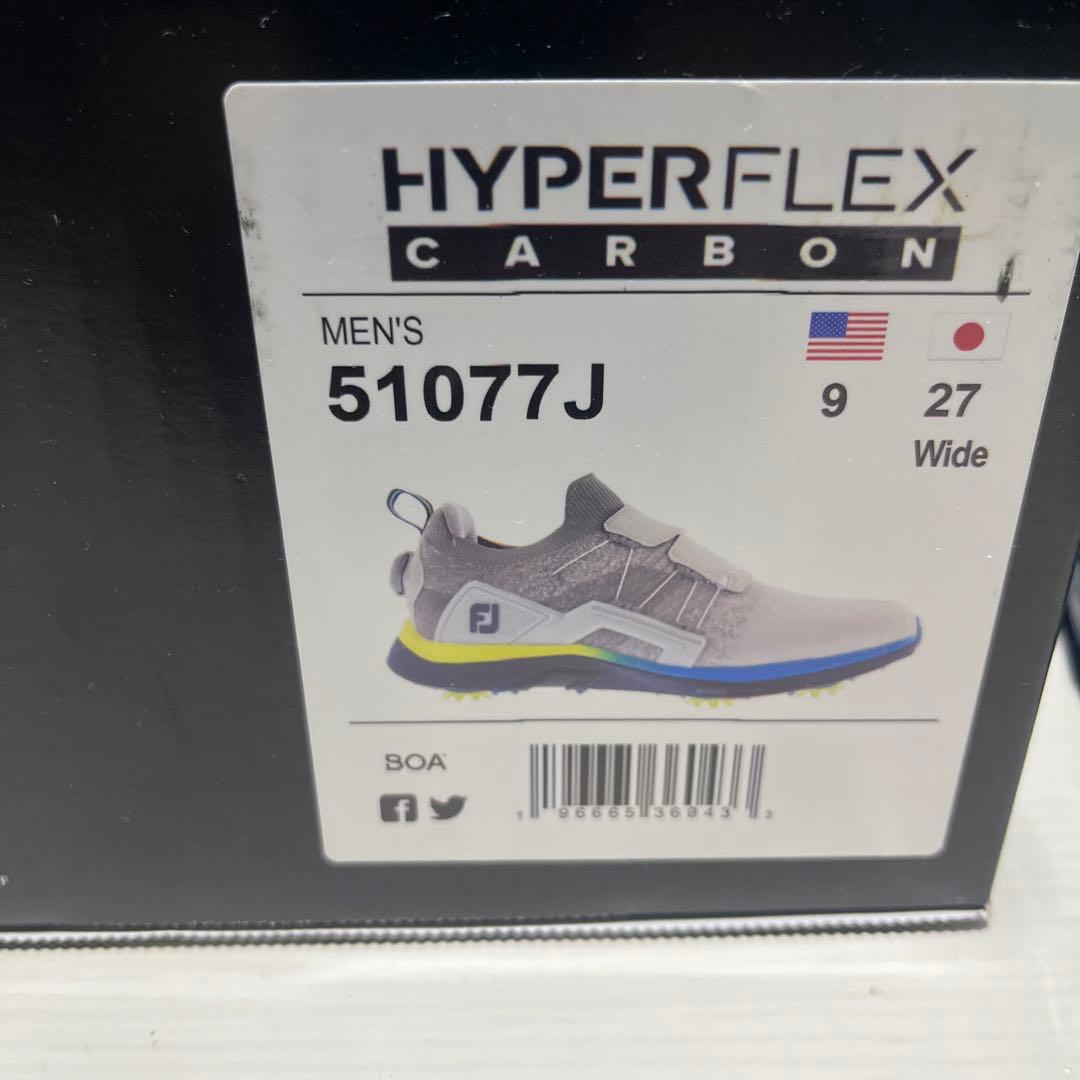 HYPERFLEX
CARBON
MEN'S
51077J
9
27
Wide
FJ
BOA
1 96665 36043 3